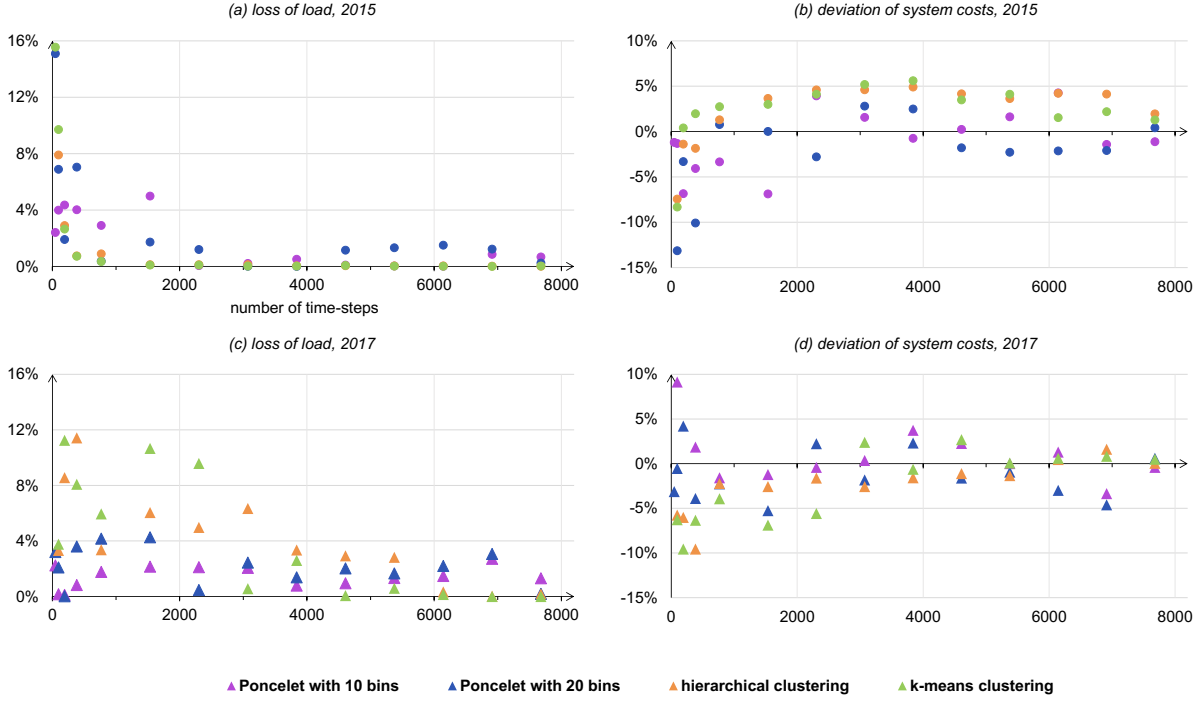 (a) loss of load, 2015
16%
12%
8%
4%
0%
0 2000 4000 6000 8000
number of time-steps
(b) deviation of system costs, 2015
10%
5%
0%
-5%
-10%
-15%
0 2000 4000 6000 8000
(c) loss of load, 2017
16%
12%
8%
4%
0%
0 2000 4000 6000 8000
(d) deviation of system costs, 2017
10%
5%
0%
-5%
-10%
-15%
0 2000 4000 6000 8000
Poncelet with 10 bins Poncelet with 20 bins hierarchical clustering k-means clustering